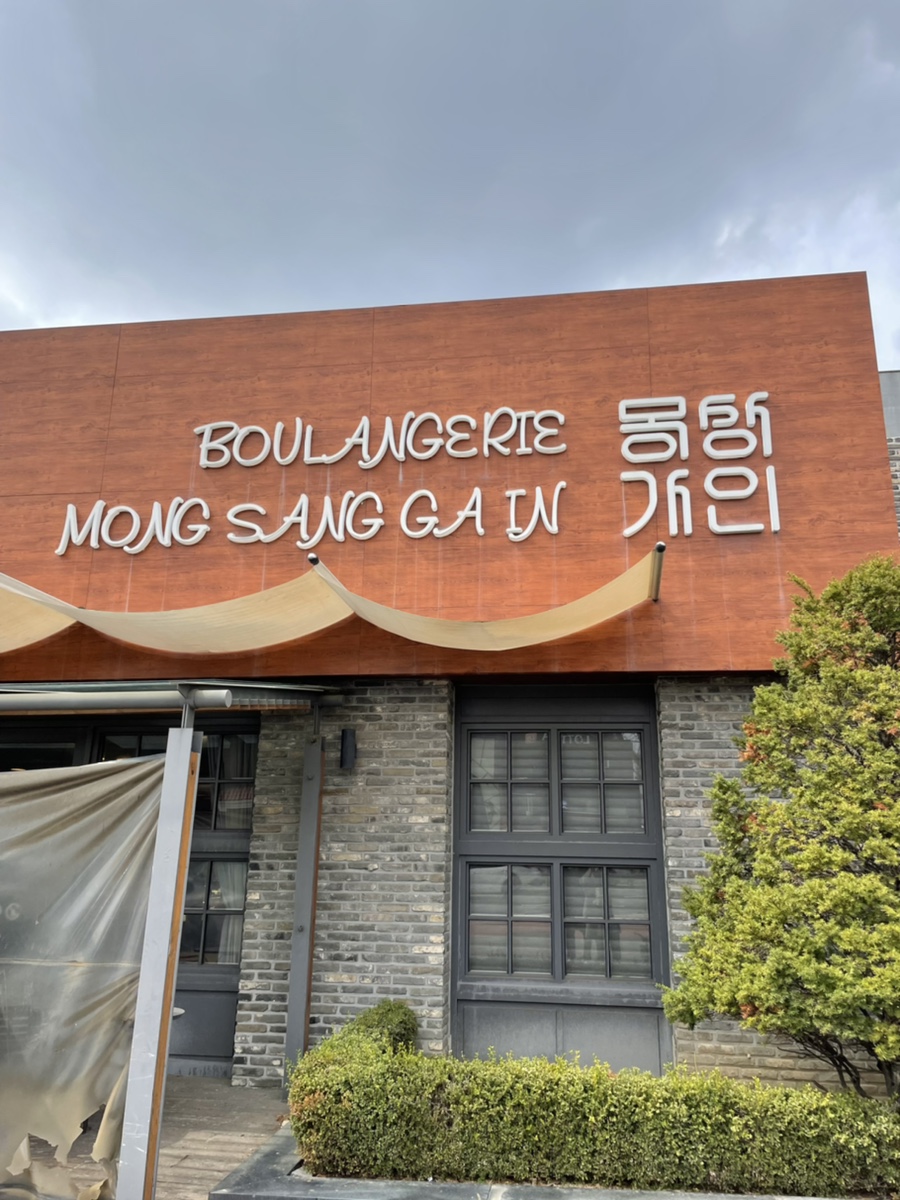 BOULANGERIE
MONG SANG GA IN
몽상
가인